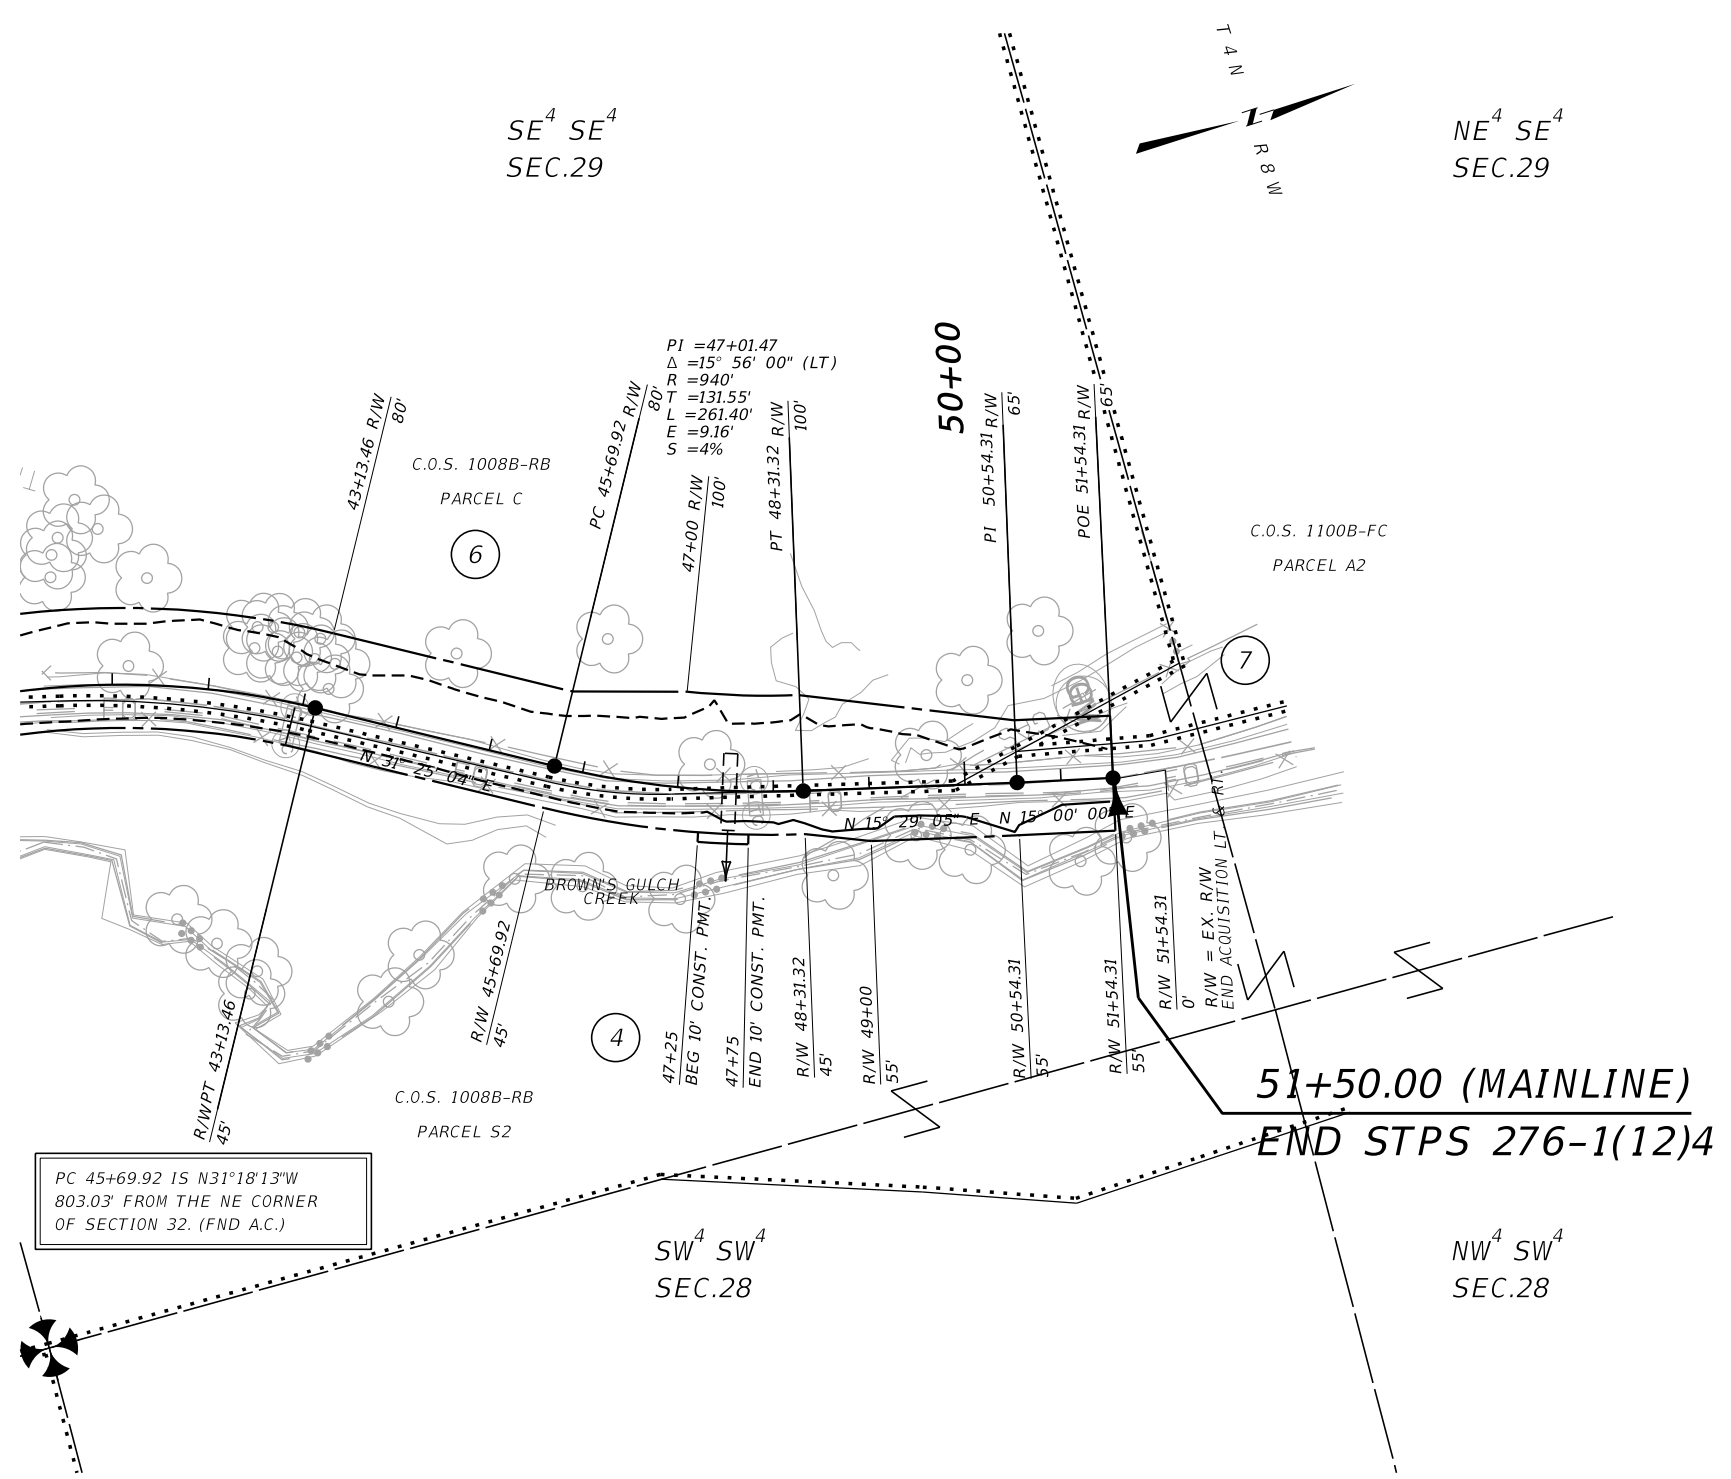 T 4 N
R 8 W
SE4 SE4
SEC.29
NE4 SE4
SEC.29
PI =47+01.47
Δ =15° 56' 00" (LT)
R =940'
T =131.55'
L =261.40'
E =9.16'
S =4%
50+00
43+13.46 R/W
80'
PC 45+69.92 R/W
80'
47+00 R/W
100'
PT 48+31.32 R/W
100'
PI 50+54.31 R/W
65'
POE 51+54.31 R/W
65'
C.O.S. 1008B-RB
PARCEL C
6
C.O.S. 1100B-FC
PARCEL A2
7
N 31° 25' 04" E
N 15° 29' 05" E
N 15° 00' 00" E
BROWN'S GULCH
CREEK
R/W PT 43+13.46
45'
R/W 45+69.92
45'
47+25
BEG 10' CONST. PMT.
47+75
END 10' CONST. PMT.
R/W 48+31.32
45'
R/W 49+00
55'
R/W 50+54.31
55'
R/W 51+54.31
55'
R/W 51+54.31
0'
R/W = EX. R/W
END ACQUISITION LT. & RT.
4
C.O.S. 1008B-RB
PARCEL S2
51+50.00 (MAINLINE)
END STPS 276-1(12)4
PC 45+69.92 IS N31°18'13"W
803.03' FROM THE NE CORNER
OF SECTION 32. (FND A.C.)
SW4 SW4
SEC.28
NW4 SW4
SEC.28